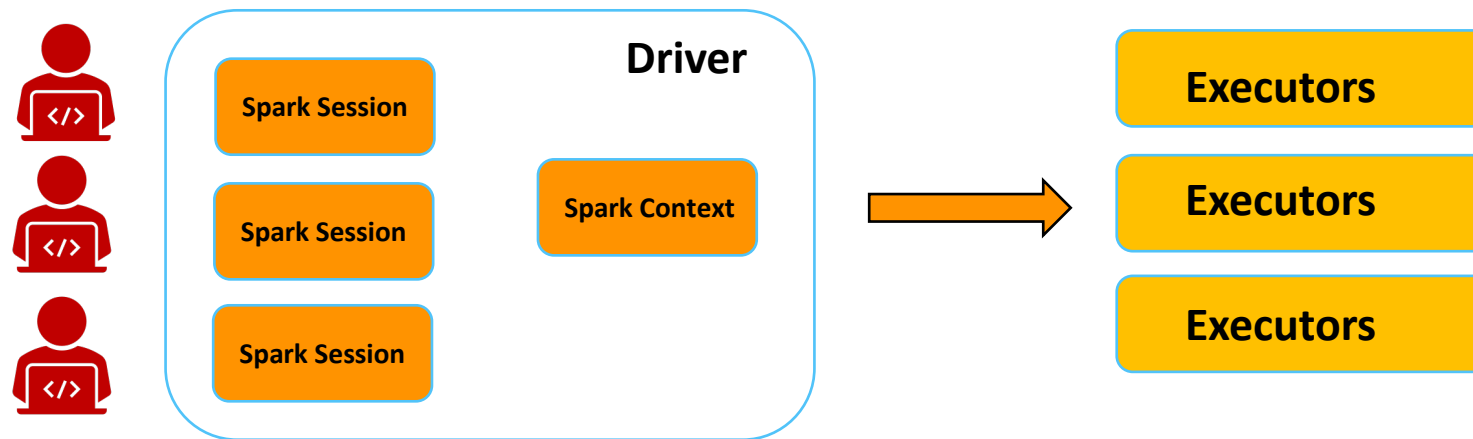 </>
</>
</>
Driver
Spark Session
Spark Session
Spark Session
Spark Context
Executors
Executors
Executors